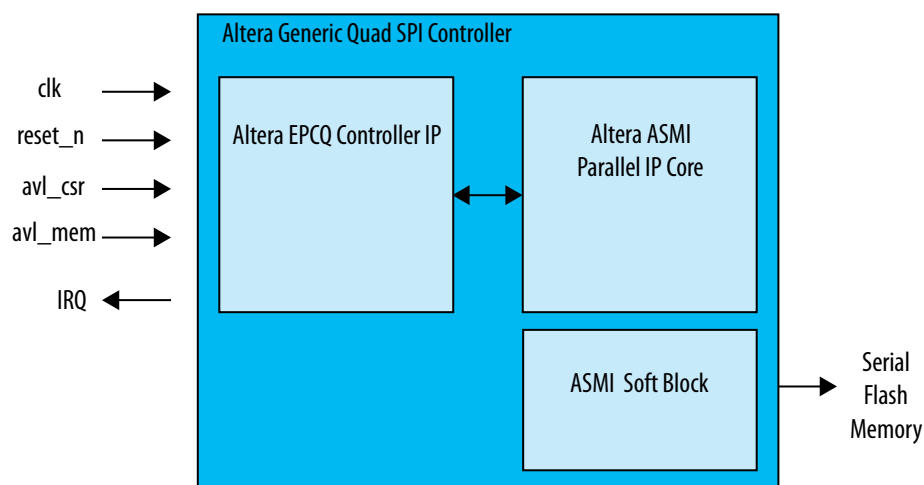 Altera Generic Quad SPI Controller
clk
reset_n
avl_csr
avl_mem
IRQ
Altera EPCQ Controller IP
Altera ASMI
Parallel IP Core
ASMI Soft Block
Serial
Flash
Memory